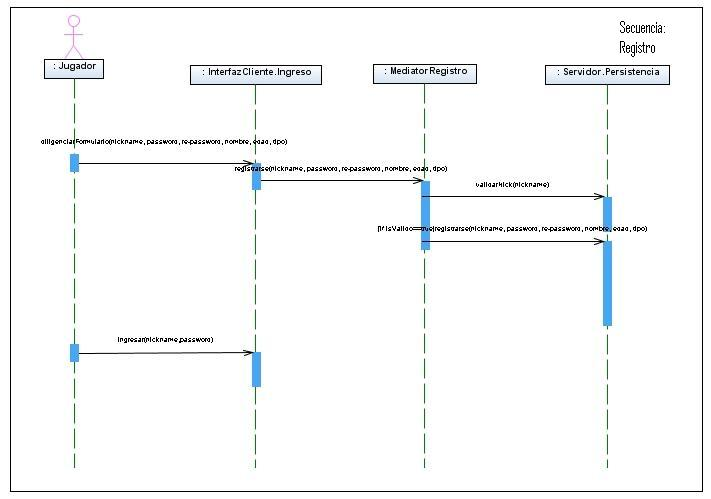 Secuencia:
Registro
: Jugador
: InterfazCliente.Ingreso
: MediatorRegistro
: Servidor.Persistencia
diligenciarFormulario(nickname, password, re-password, nombre, edad, tipo)
registrarse(nickname, password, re-password, nombre, edad, tipo)
validarNick(nickname)
[if isValido==true]registrarse(nickname, password, re-password, nombre, edad, tipo)
ingresar(nickname,password)